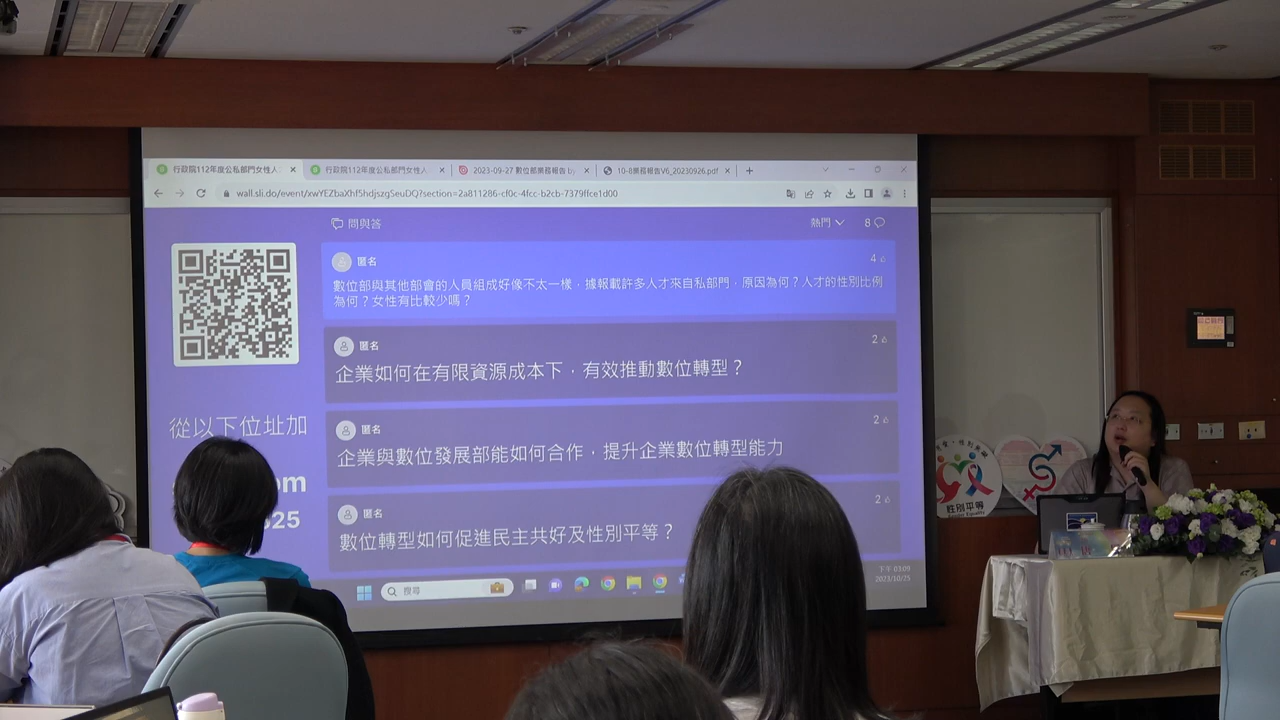 行政院112年度公私部門女性人
行政院112年度公私部門女性人
2023-09-27 數位部業務報告 by
10-8業務報告V6_20230926.pdf
wall.sli.do/event/xwYEZbaXhf5hdjszgSeuDQ?section=2a811286-cf0c-4fcc-b2cb-7379ffce1d00
問與答
熱門
8
匿名
4
數位部與其他部會的人員組成好像不太一樣，據報載許多人才來自私部門，原因為何？人才的性別比例
為何？女性有比較少嗎？
匿名
2
企業如何在有限資源成本下，有效推動數位轉型？
匿名
2
企業與數位發展部能如何合作，提升企業數位轉型能力
匿名
2
數位轉型如何促進民主共好及性別平等？
從以下位址加
om
25
搜尋
下午 03:09
2023/10/25
性別平等
Gender Equality